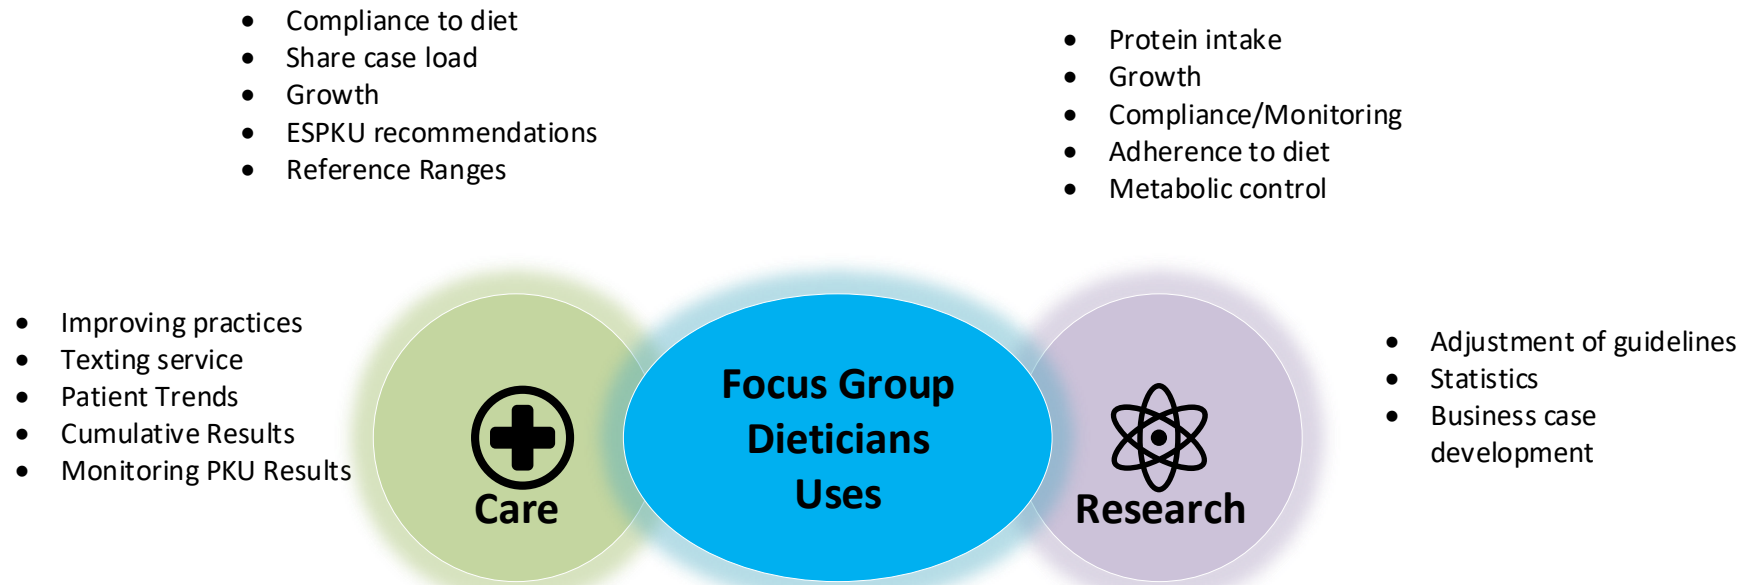 • Compliance to diet
• Share case load
• Growth
• ESPKU recommendations
• Reference Ranges
• Protein intake
• Growth
• Compliance/Monitoring
• Adherence to diet
• Metabolic control
• Improving practices
• Texting service
• Patient Trends
• Cumulative Results
• Monitoring PKU Results
Care
Focus Group
Dieticians
Uses
Research
• Adjustment of guidelines
• Statistics
• Business case
development